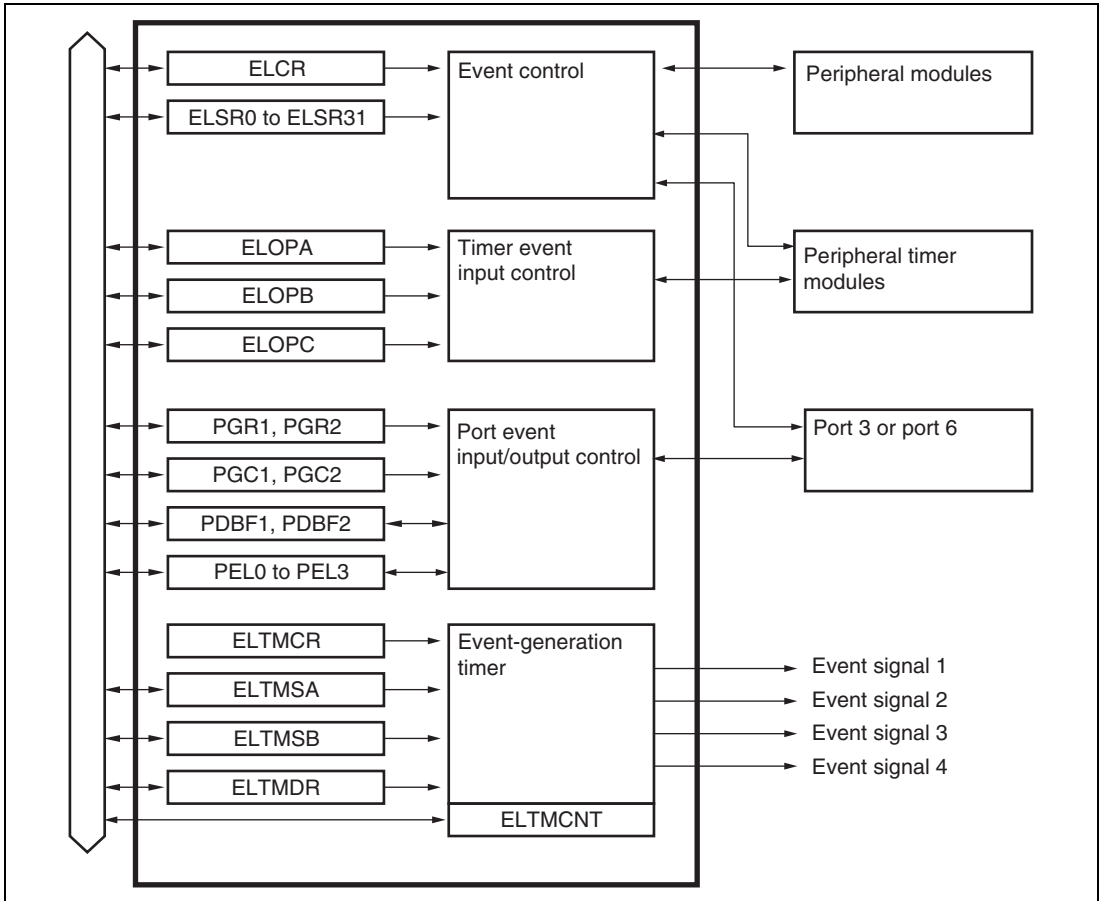 ELCR
ELSR0 to ELSR31
Event control
Peripheral modules
ELOPA
ELOPB
ELOPC
Timer event
input control
Peripheral timer
modules
PGR1, PGR2
PGC1, PGC2
PDBF1, PDBF2
PEL0 to PEL3
Port event
input/output control
Port 3 or port 6
ELTMCR
ELTMSA
ELTMSB
ELTMDR
Event-generation
timer
ELTMCNT
Event signal 1
Event signal 2
Event signal 3
Event signal 4